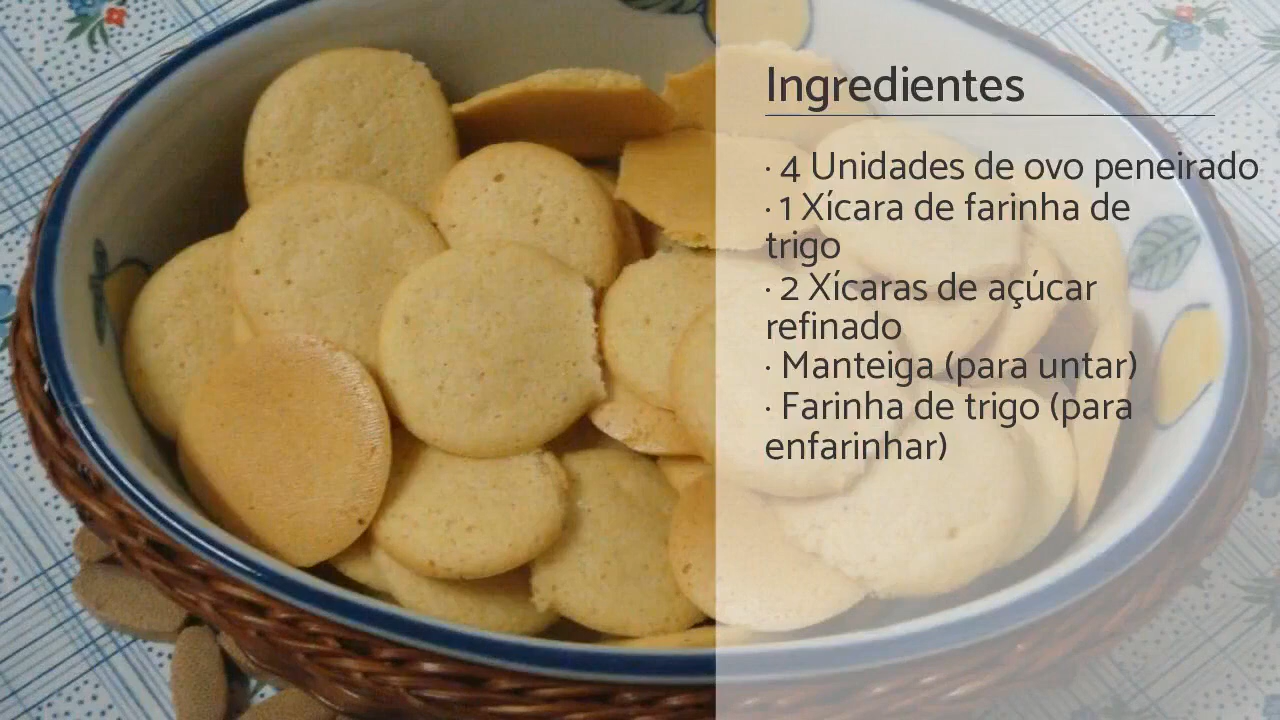 Ingredientes
· 4 Unidades de ovo peneirado
· 1 Xícara de farinha de
trigo
· 2 Xícaras de açúcar
refinado
· Manteiga (para untar)
· Farinha de trigo (para
enfarinhar)